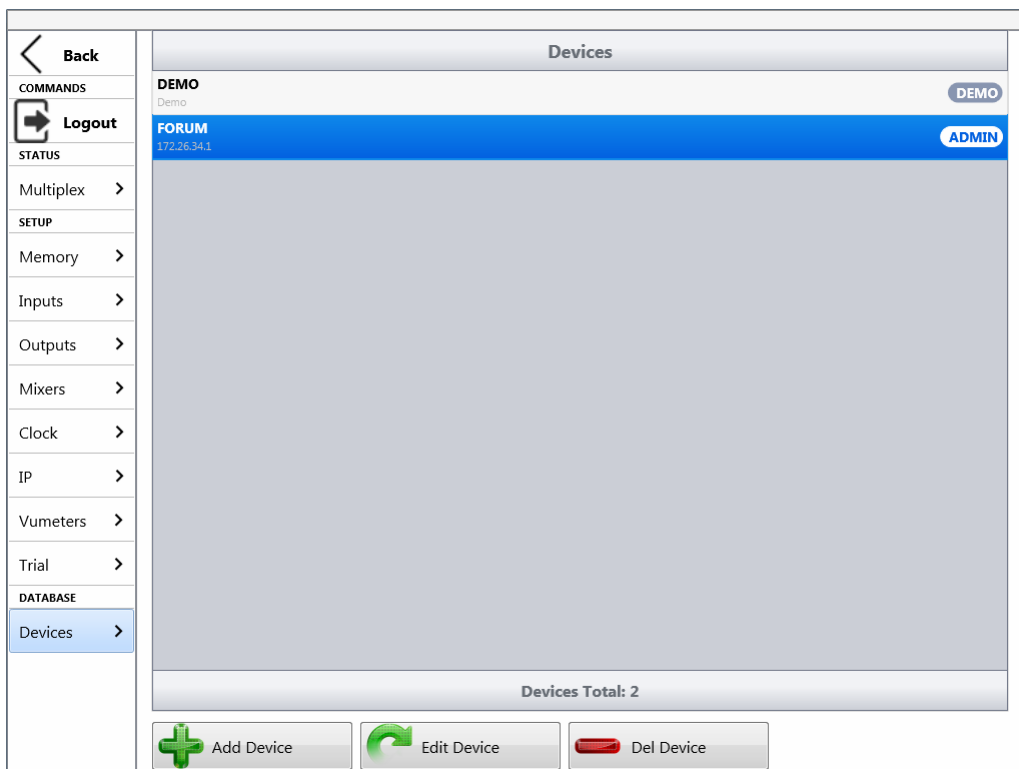 Back
COMMANDS
Logout
STATUS
Multiplex
SETUP
Memory
Inputs
Outputs
Mixers
Clock
IP
Vumeters
Trial
DATABASE
Devices
Devices
DEMO
Demo
DEMO
FORUM
172.26.34.1
ADMIN
Devices Total: 2
Add Device
Edit Device
Del Device